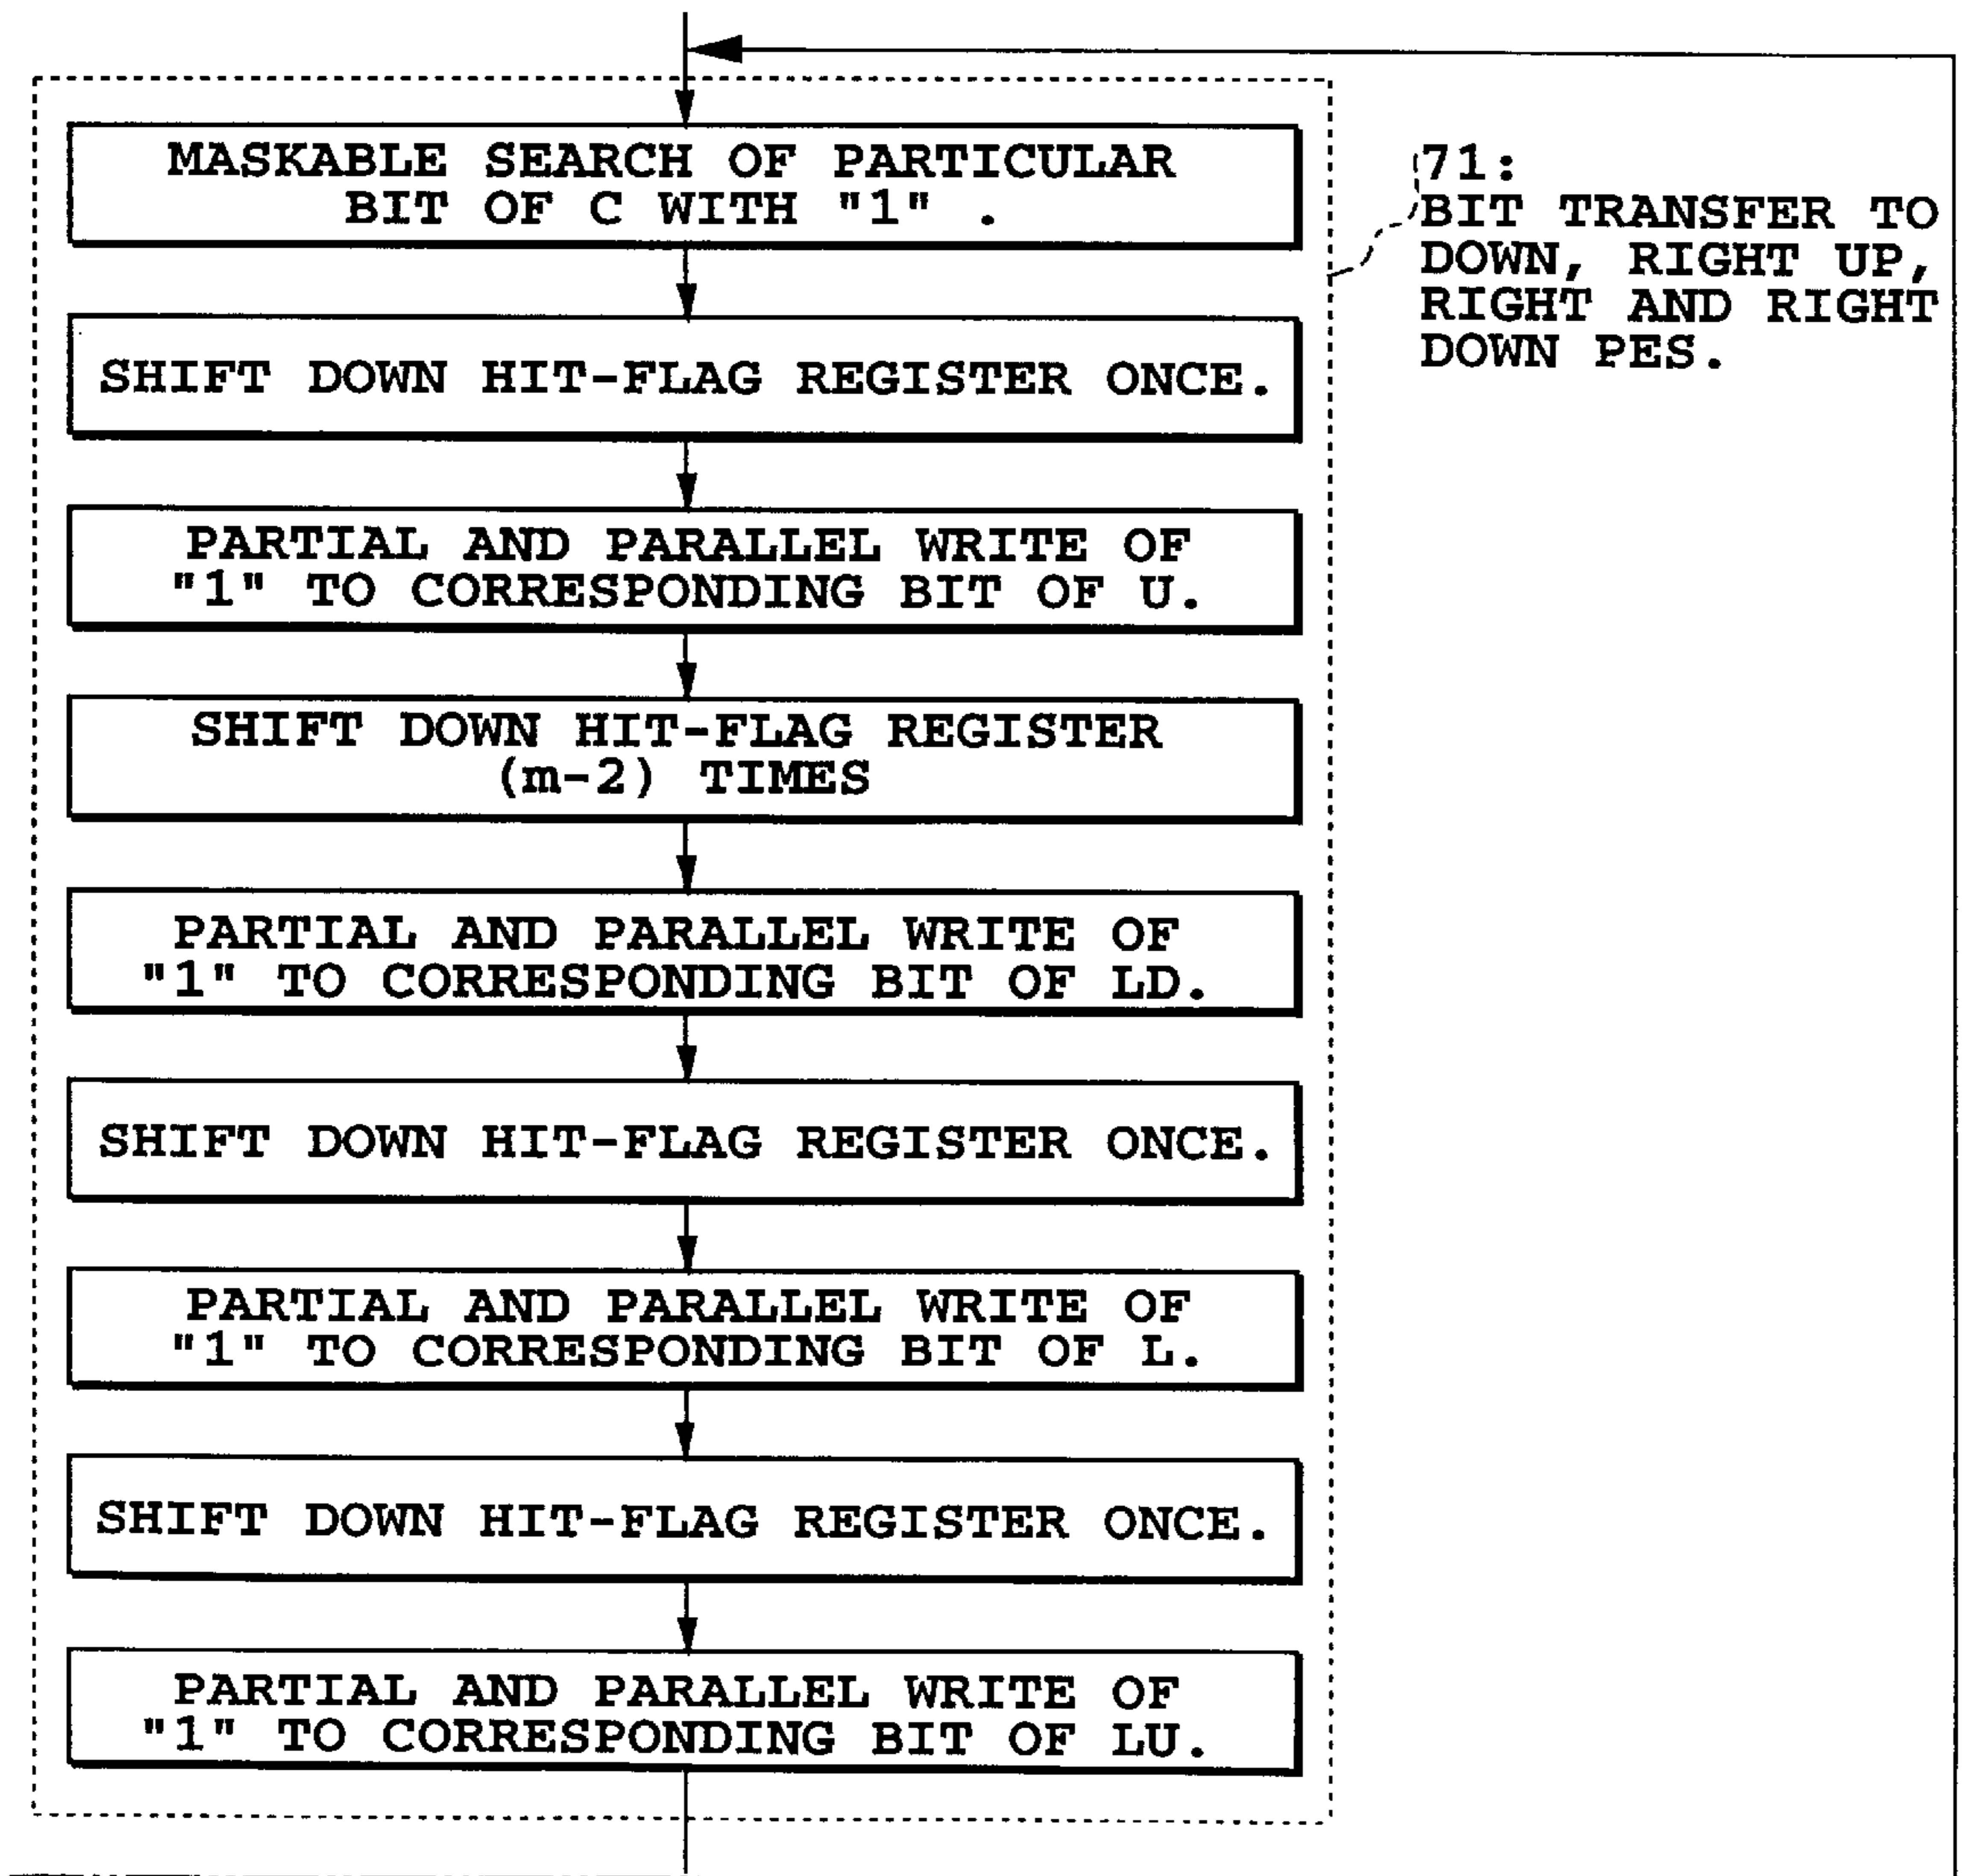 MASKABLE SEARCH OF PARTICULAR
BIT OF C WITH "1" .
71:
BIT TRANSFER TO
DOWN, RIGHT UP,
RIGHT AND RIGHT
DOWN PES.
SHIFT DOWN HIT-FLAG REGISTER ONCE.
PARTIAL AND PARALLEL WRITE OF
"1" TO CORRESPONDING BIT OF U.
SHIFT DOWN HIT-FLAG REGISTER
(m-2) TIMES
PARTIAL AND PARALLEL WRITE OF
"1" TO CORRESPONDING BIT OF LD.
SHIFT DOWN HIT-FLAG REGISTER ONCE.
PARTIAL AND PARALLEL WRITE OF
"1" TO CORRESPONDING BIT OF L.
SHIFT DOWN HIT-FLAG REGISTER ONCE.
PARTIAL AND PARALLEL WRITE OF
"1" TO CORRESPONDING BIT OF LU.